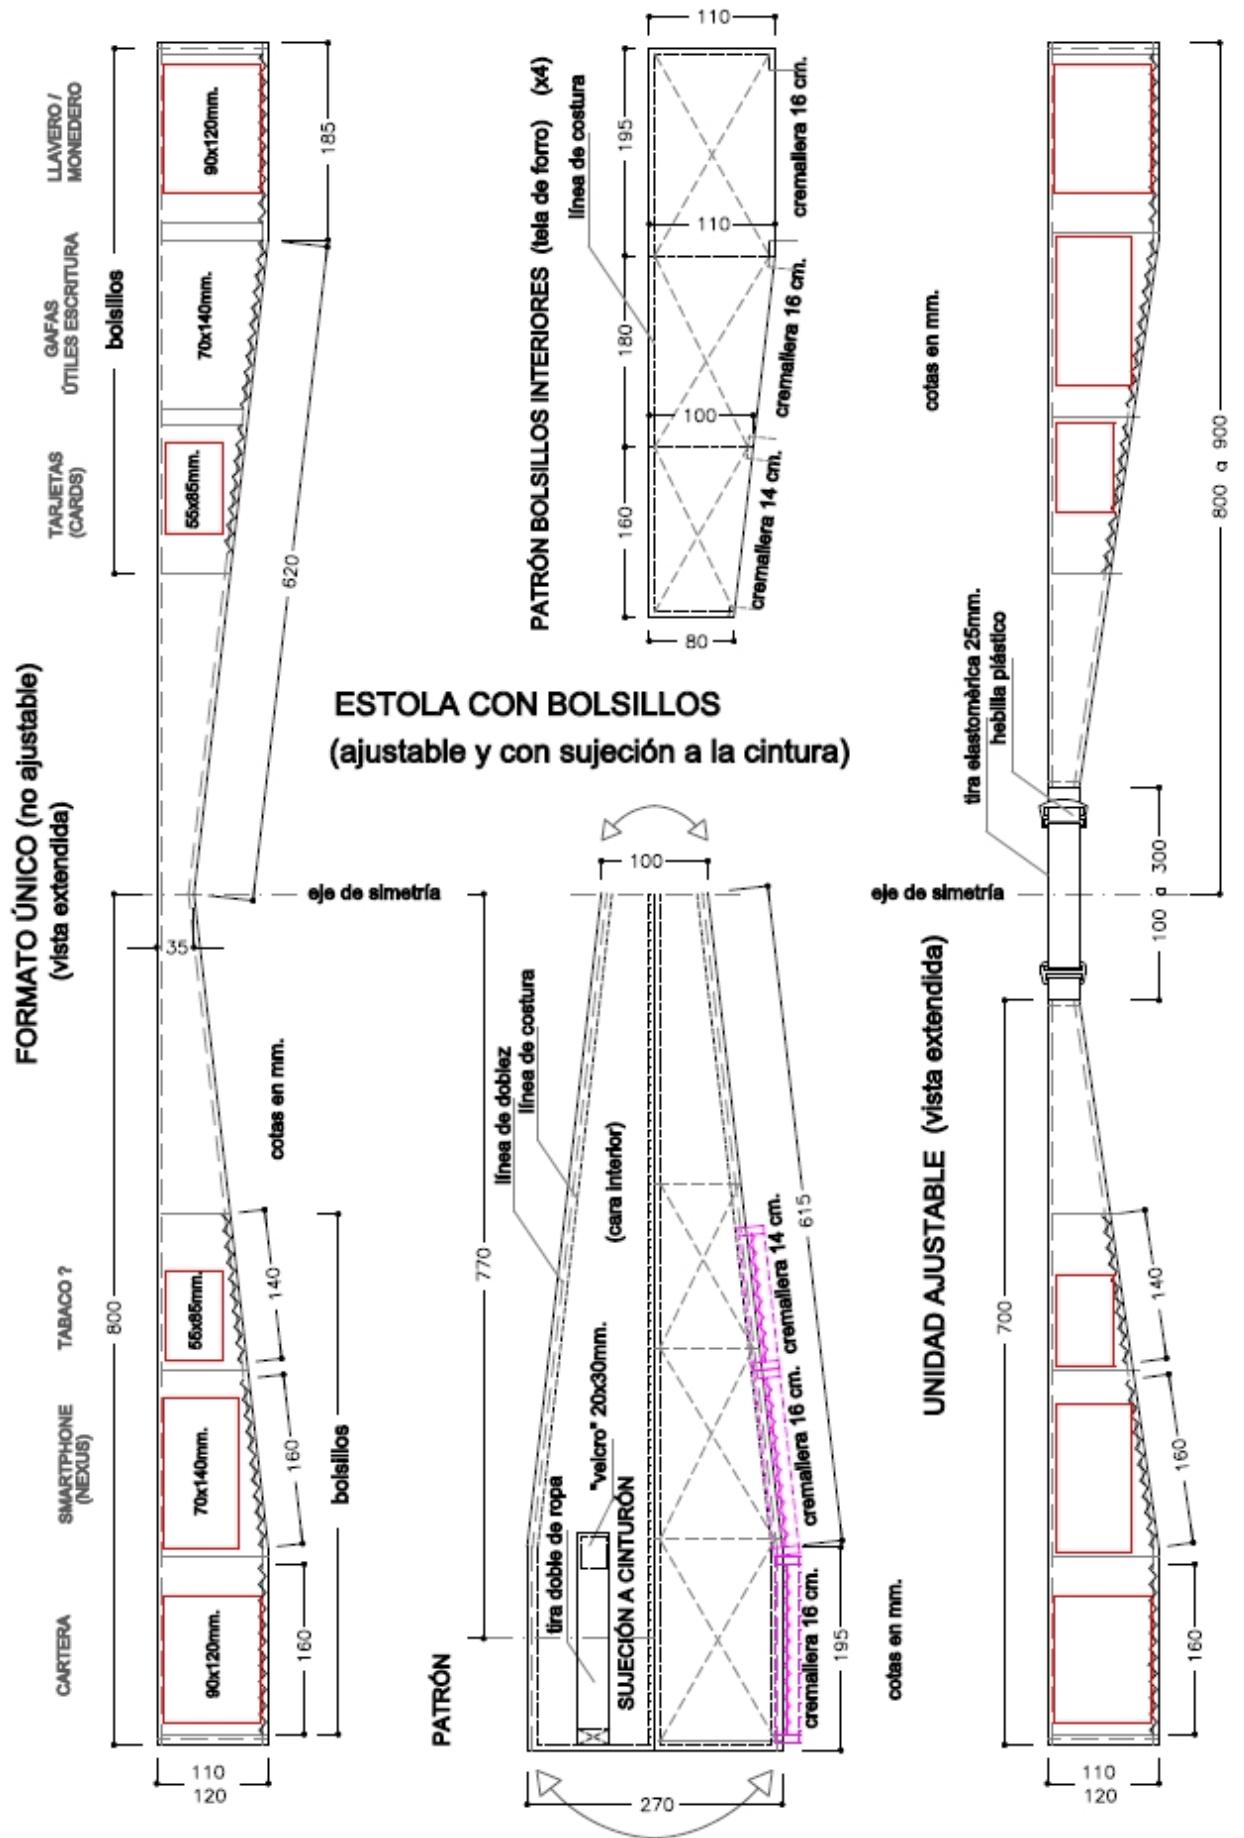 ESTOLA CON BOLSILLOS
(ajustable y con sujeción a la cintura)
FORMATO ÚNICO (no ajustable)
(vista extendida)
LLAVERO /
MONEDERO
GAFAS
ÚTILES ESCRITURA
TARJETAS
(CARDS)
bolsillos
90x120mm.
70x140mm.
55x85mm.
185
620
eje de simetría
35
cotas en mm.
800
TABACO ?
SMARTPHONE
(NEXUS)
CARTERA
55x85mm.
70x140mm.
90x120mm.
140
160
160
bolsillos
110
120
PATRÓN BOLSILLOS INTERIORES (tela de forro) (x4)
línea de costura
110
195
110
180
100
160
80
cremallera 16 cm.
cremallera 16 cm.
cremallera 14 cm.
PATRÓN
100
línea de doblez
línea de costura
(cara interior)
770
615
tira doble de ropa
"velcro" 20x30mm.
SUJECIÓN A CINTURÓN
cremallera 14 cm.
cremallera 16 cm.
cremallera 16 cm.
195
270
UNIDAD AJUSTABLE (vista extendida)
cotas en mm.
800 a 900
tira elastomèrica 25mm.
hebilla plástico
eje de simetría
100 a 300
700
140
160
160
cotas en mm.
110
120